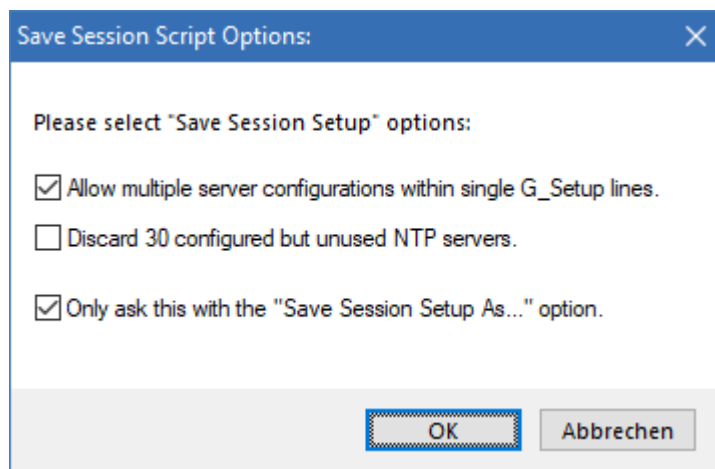 Save Session Script Options:
Please select "Save Session Setup" options:
Allow multiple server configurations within single G_Setup lines.
Discard 30 configured but unused NTP servers.
Only ask this with the "Save Session Setup As..." option.
OK Abbrechen